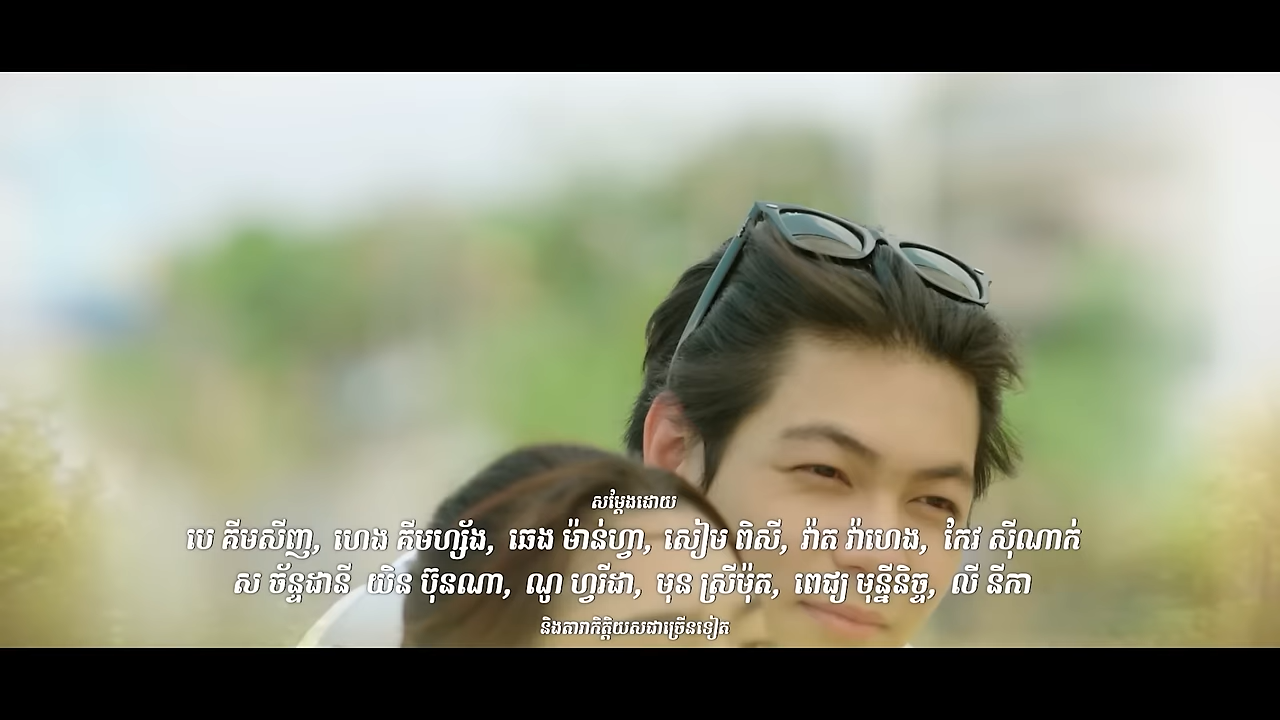 សម្ដែងដោយ
បេ គីមសីញ, ហេង គីមហ្ស័ង, ឆេង ម៉ាន់ហ្វា, សៀម ពិសី, វ៉ាត វ៉ាហេង, កែវ ស៊ីណាក់
ស ច័ន្ទដានី យិន ប៊ុនណា, ណូ ហ្វរីដា, មុន ស្រីម៉ុត, ពេជ្យ មុន្នីនិច្ច, លី នីកា
និងតារាកិត្តិយសជាច្រើនទៀត